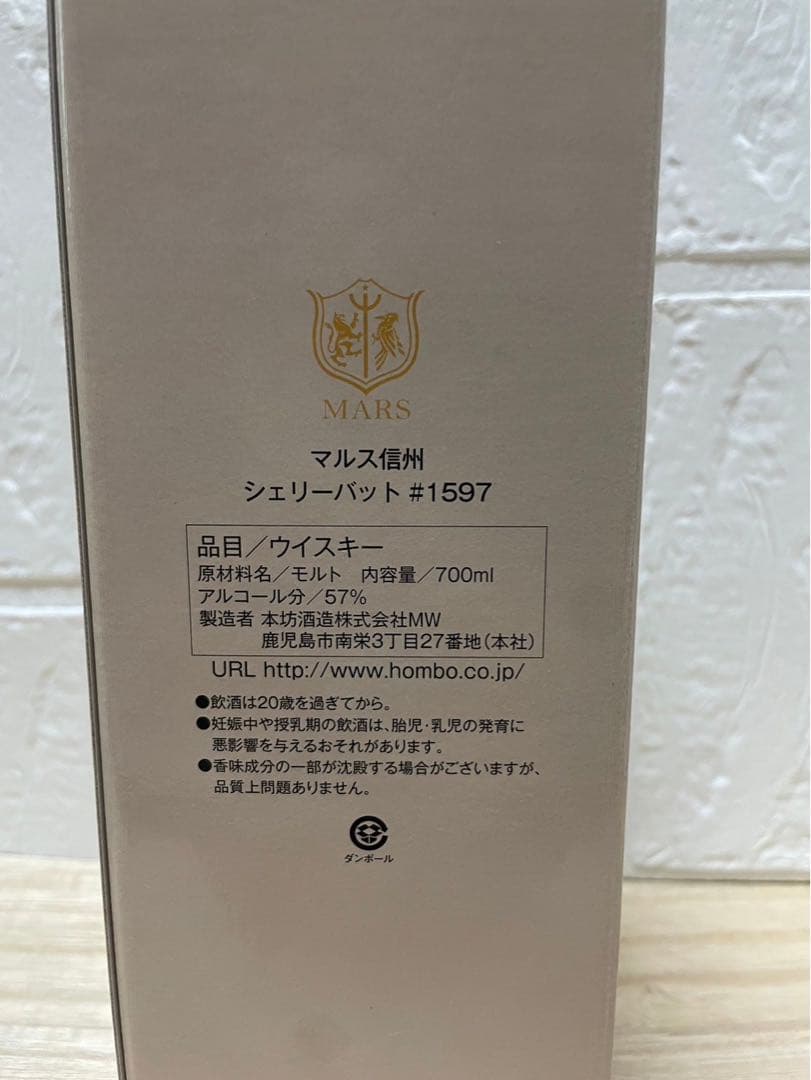 MARS
マルス信州
シェリーバット #1597
品目/ウイスキー
原材料名/モルト　内容量/700ml
アルコール分/57%
製造者 本坊酒造株式会社MW
鹿児島市南栄3丁目27番地(本社)
URL http://www.hombo.co.jp/
●飲酒は20歳を過ぎてから。
●妊娠中や授乳期の飲酒は、胎児・乳児の発育に
悪影響を与えるおそれがあります。
●香味成分の一部が沈殿する場合がございますが、
品質上問題ありません。
ダンボール